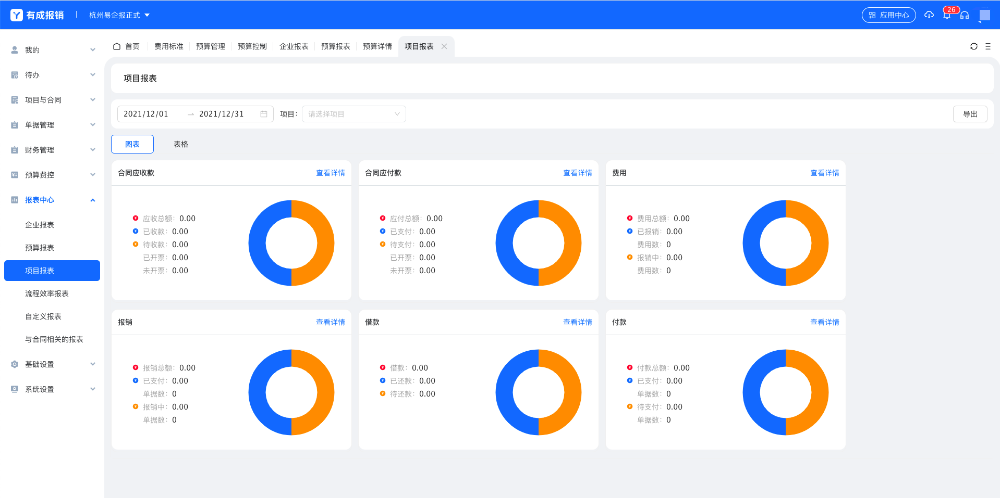 有成报销 杭州易企报正式 应用中心 26
我的
待办
项目与合同
单据管理
财务管理
预算费控
报表中心
企业报表
预算报表
项目报表
流程效率报表
自定义报表
与合同相关的报表
基础设置
系统设置
首页 费用标准 预算管理 预算控制 企业报表 预算报表 预算详情 项目报表
项目报表
2021/12/01 → 2021/12/31 项目： 请选择项目 导出
图表 表格
合同应收款 查看详情
应收总额： 0.00
已收款： 0.00
待收款： 0.00
已开票： 0.00
未开票： 0.00
合同应付款 查看详情
应付总额： 0.00
已支付： 0.00
待支付： 0.00
已开票： 0.00
未开票： 0.00
费用 查看详情
费用总额： 0.00
已报销： 0.00
费用数： 0
报销中： 0.00
费用数： 0
报销 查看详情
报销总额： 0.00
已支付： 0.00
单据数： 0
报销中： 0.00
单据数： 0
借款 查看详情
借款： 0.00
已还款： 0.00
待还款： 0.00
付款 查看详情
付款总额： 0.00
已支付： 0.00
单据数： 0
待支付： 0.00
单据数： 0